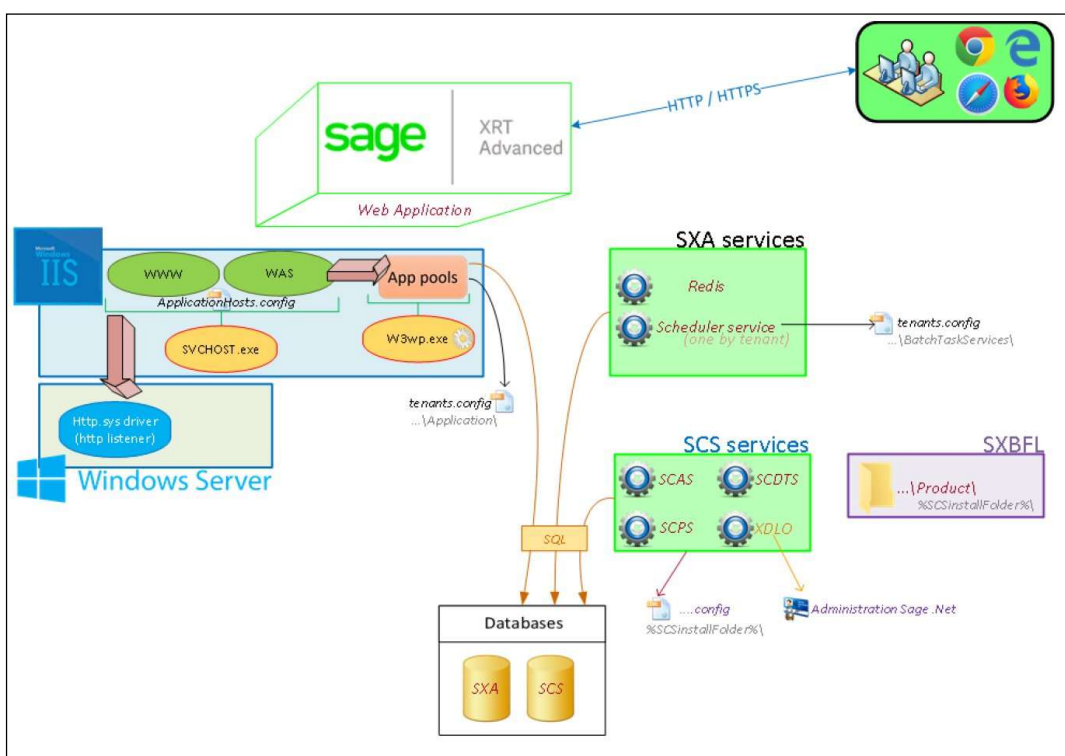 HTTP / HTTPS
sage
XRT
Advanced
Web Application
Microsoft
Windows
IIS
WWW
WAS
App pools
ApplicationHosts.config
SVCHOST.exe
W3wp.exe
tenants.config
...\Application\
Http.sys driver
(http listener)
Windows Server
SXA services
Redis
Scheduler service
(one by tenant)
tenants.config
...\BatchTaskServices\
SCS services
SCAS
SCDTS
SCPS
XDLO
SXBFL
...\Product\
%SCSinstallFolder%\
SQL
....config
%SCSinstallFolder%\
Administration Sage .Net
Databases
SXA
SCS